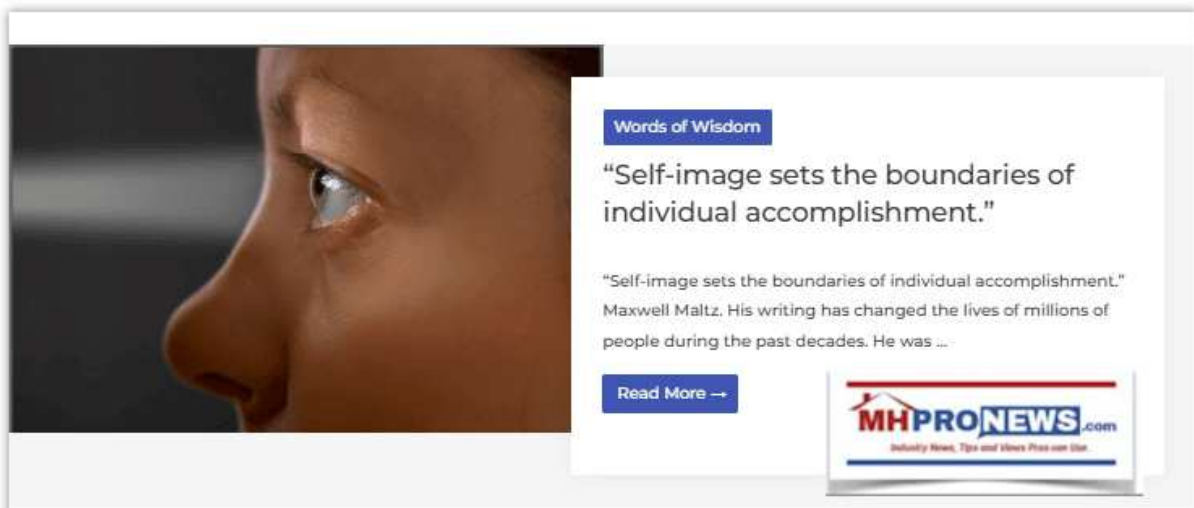 Words of Wisdom
“Self-image sets the boundaries of
individual accomplishment.”
“Self-image sets the boundaries of individual accomplishment.”
Maxwell Maltz. His writing has changed the lives of millions of
people during the past decades. He was ...
Read More →
MHPRONEWS.com
Industry News, Tips and Views Pros can Use.